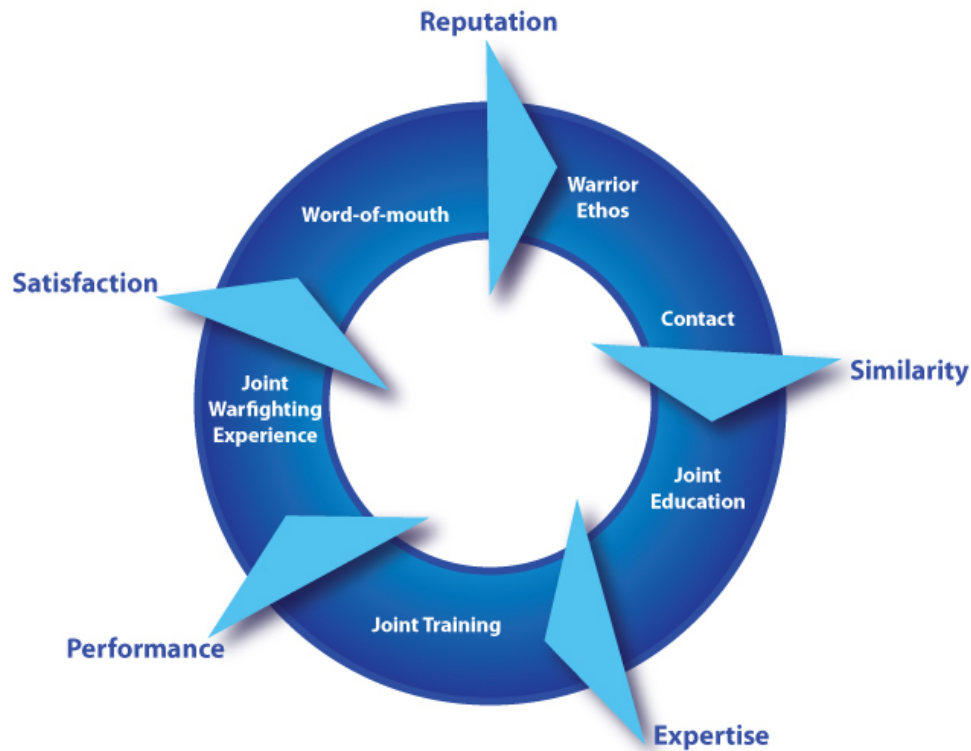 Reputation
Warrior
Ethos
Word-of-mouth
Satisfaction
Contact
Similarity
Joint
Warfighting
Experience
Joint
Education
Joint Training
Performance
Expertise